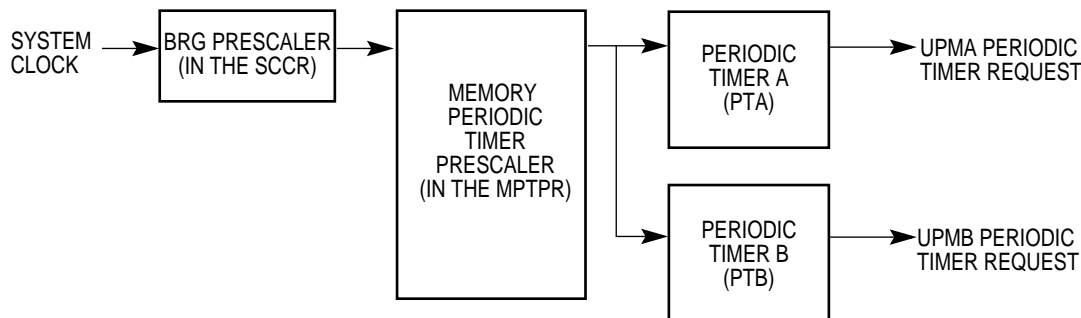 SYSTEM
CLOCK
BRG PRESCALER
(IN THE SCCR)
MEMORY
PERIODIC
TIMER
PRESCALER
(IN THE MPTPR)
PERIODIC
TIMER A
(PTA)
UPMA PERIODIC
TIMER REQUEST
PERIODIC
TIMER B
(PTB)
UPMB PERIODIC
TIMER REQUEST